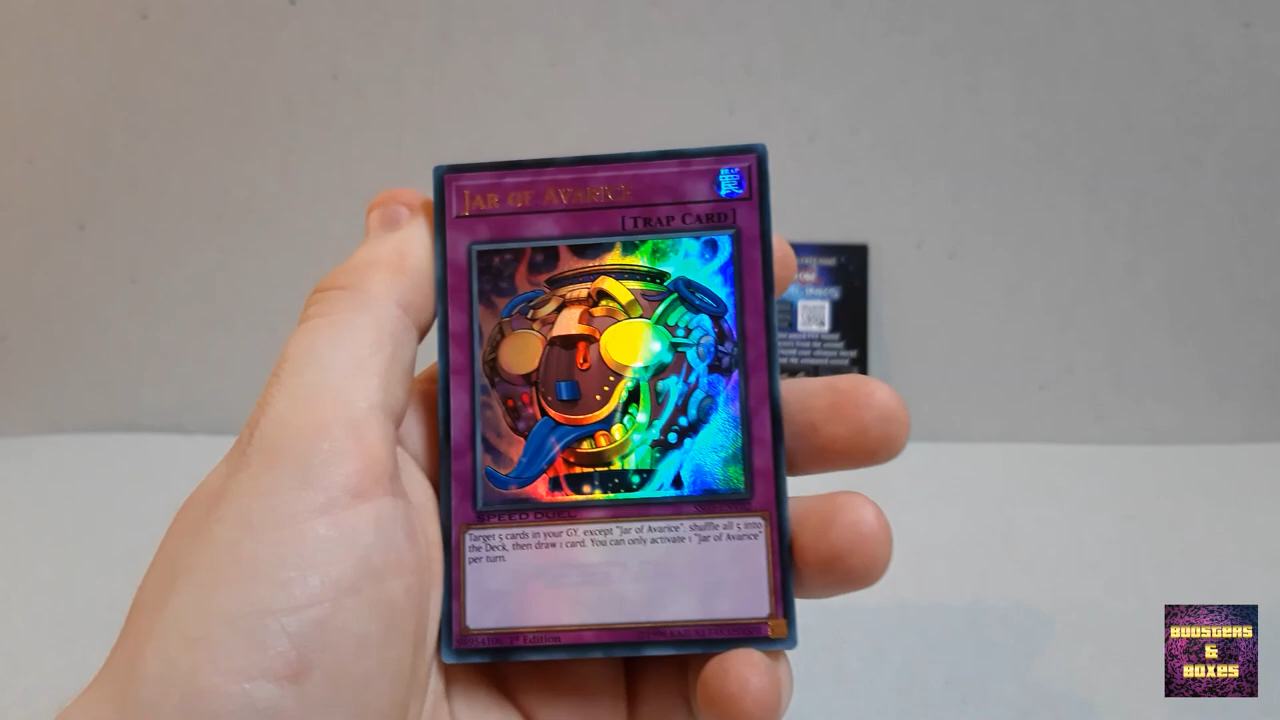 JAR OF AVARICE
TRAP
罠
[TRAP CARD]
SPEED DUEL
Target 5 cards in your GY, except "Jar of Avarice"; shuffle all 5 into
the Deck, then draw 1 card. You can only activate 1 "Jar of Avarice"
per turn.
1st Edition
BOOSTERS
&
BOXES